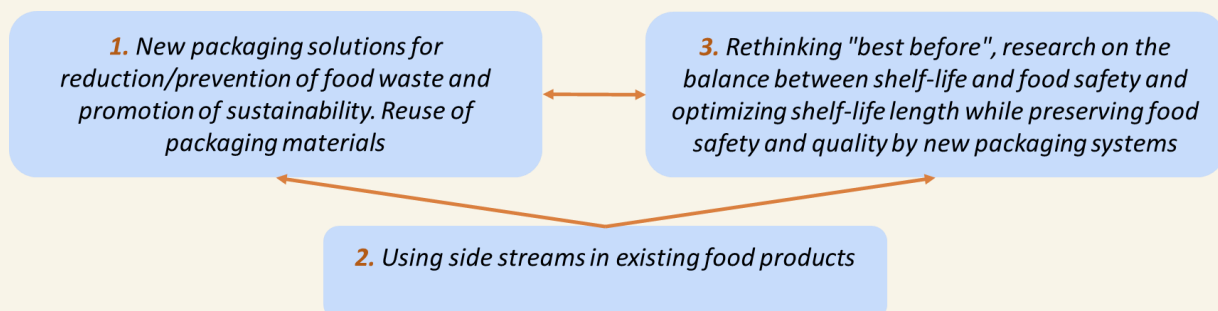 1. New packaging solutions for
reduction/prevention of food waste and
promotion of sustainability. Reuse of
packaging materials
3. Rethinking "best before", research on the
balance between shelf-life and food safety and
optimizing shelf-life length while preserving food
safety and quality by new packaging systems
2. Using side streams in existing food products